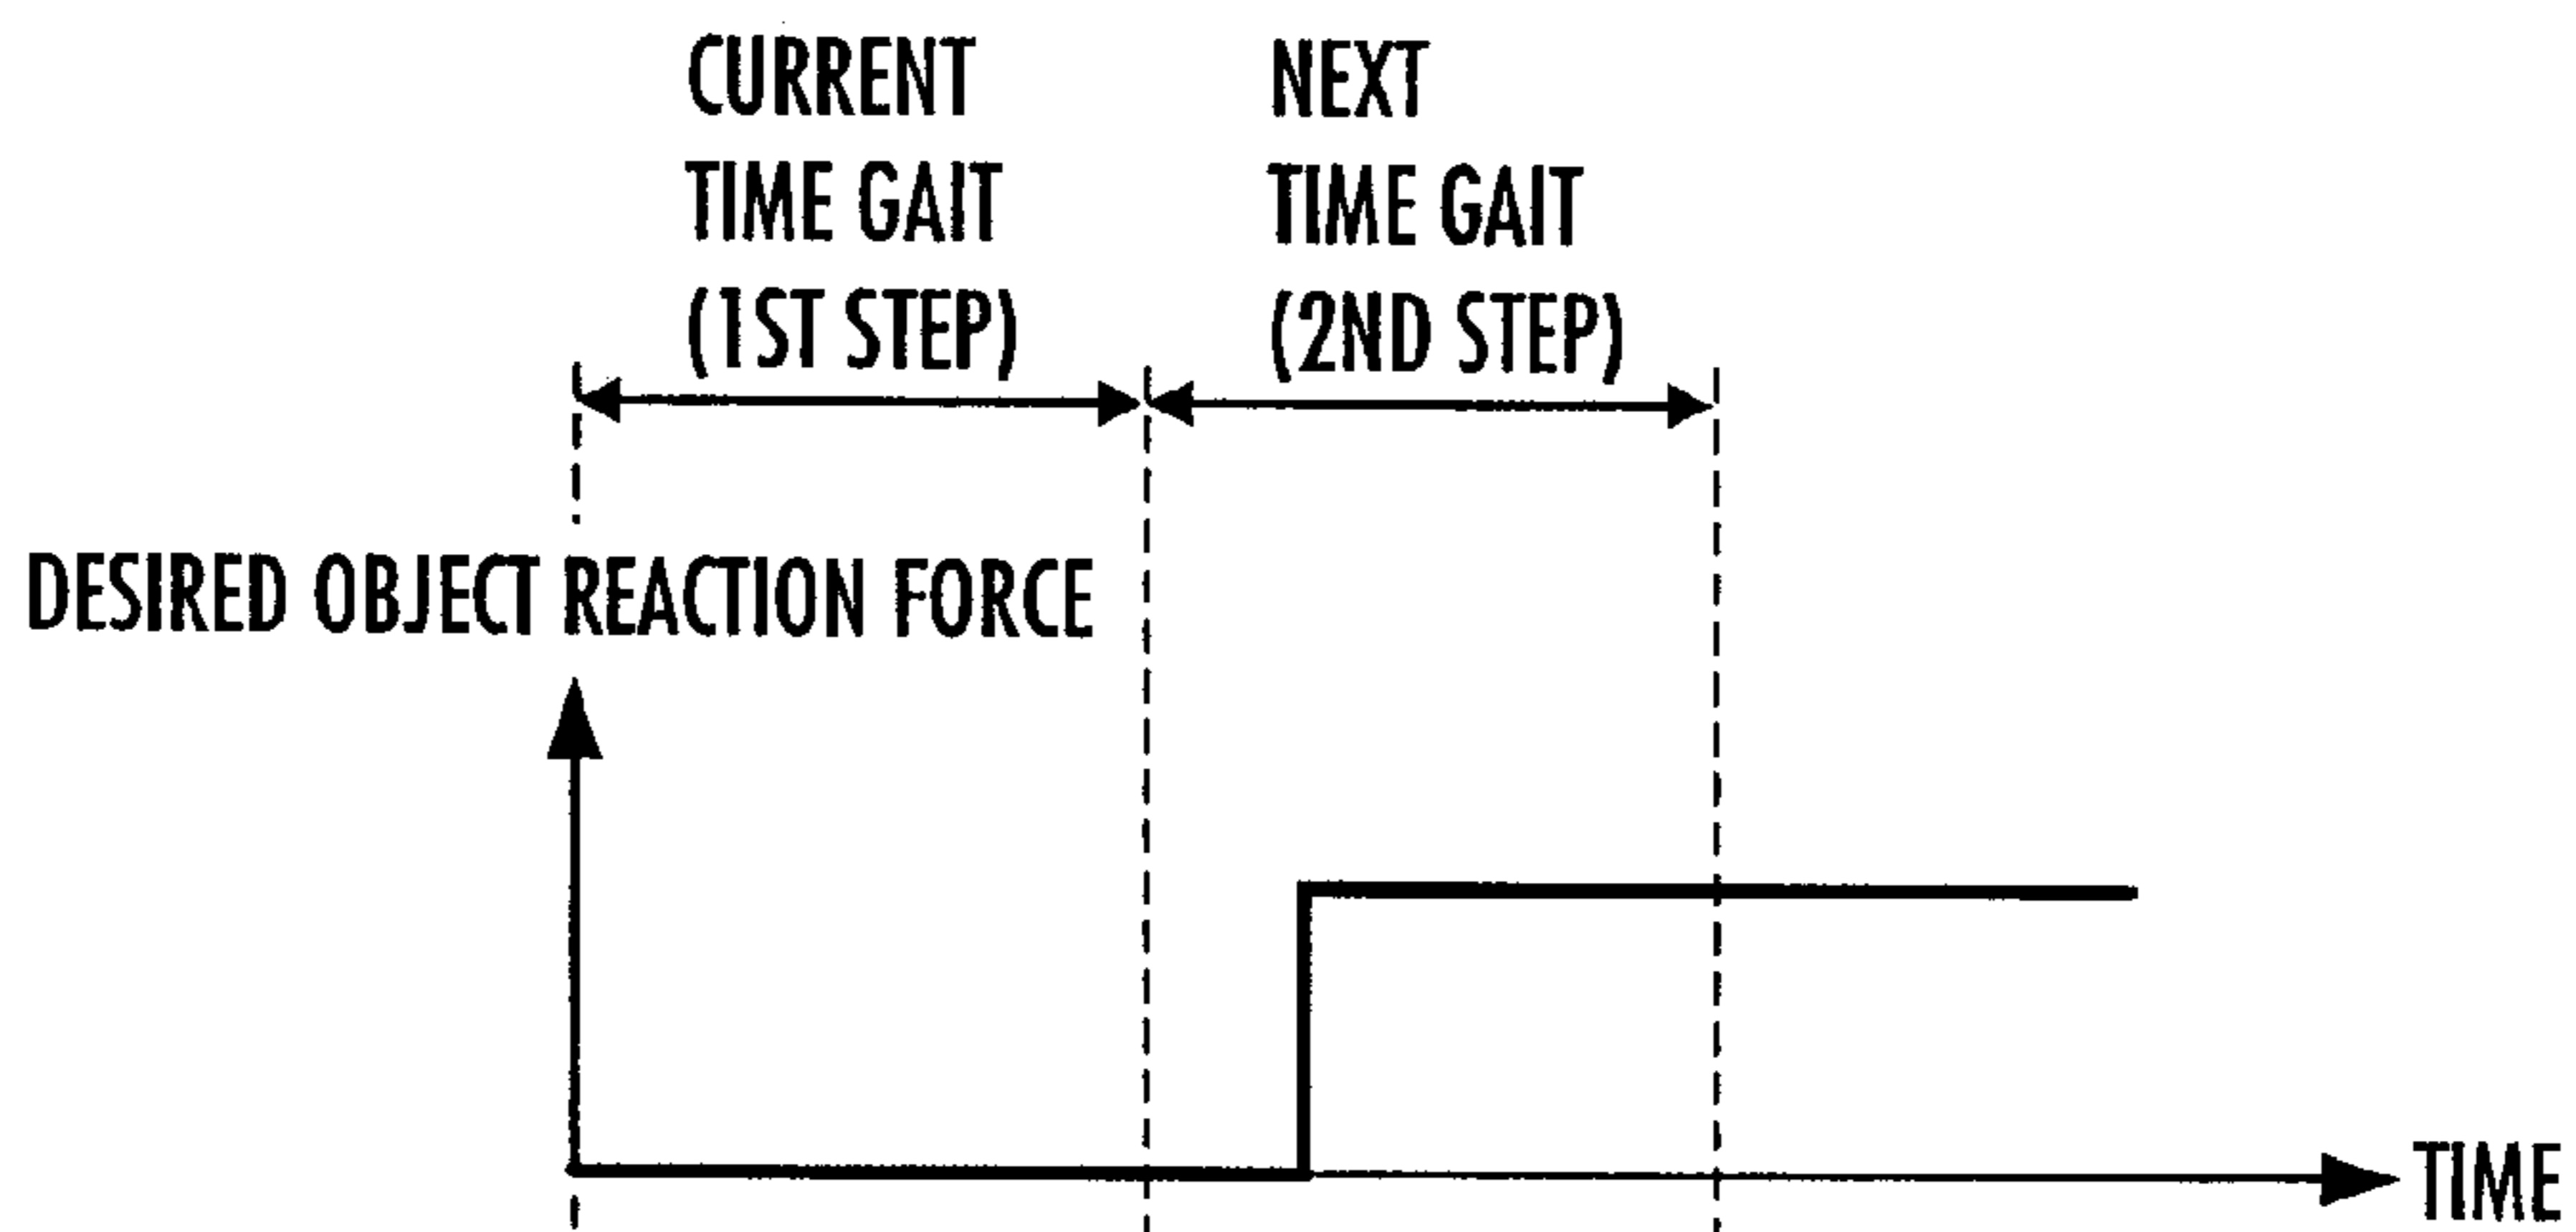 CURRENT
TIME GAIT
(1ST STEP)
NEXT
TIME GAIT
(2ND STEP)
DESIRED OBJECT REACTION FORCE
TIME